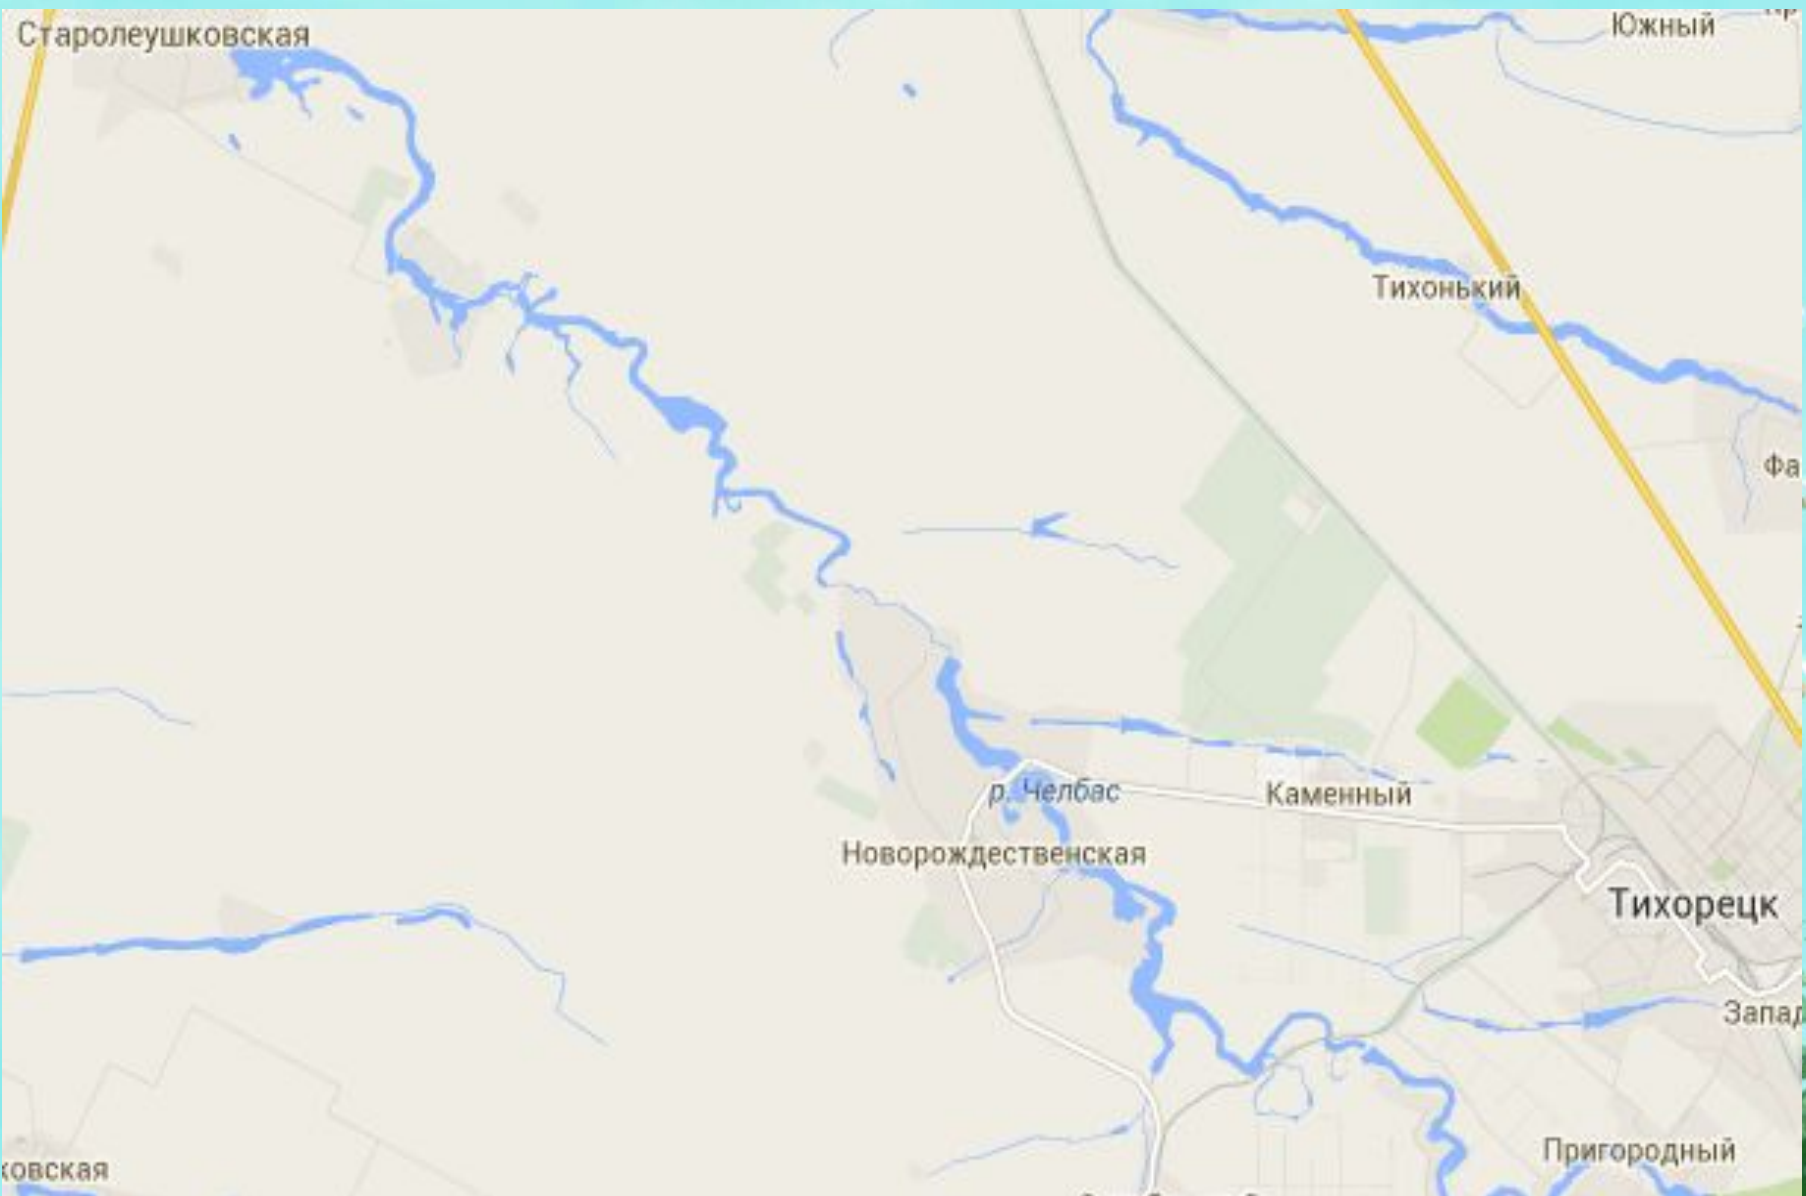 Старолеушковская
Южный
Тихонький
Фа
р. Челбас
Каменный
Новорождественская
Тихорецк
Запад
Пригородный
ковская